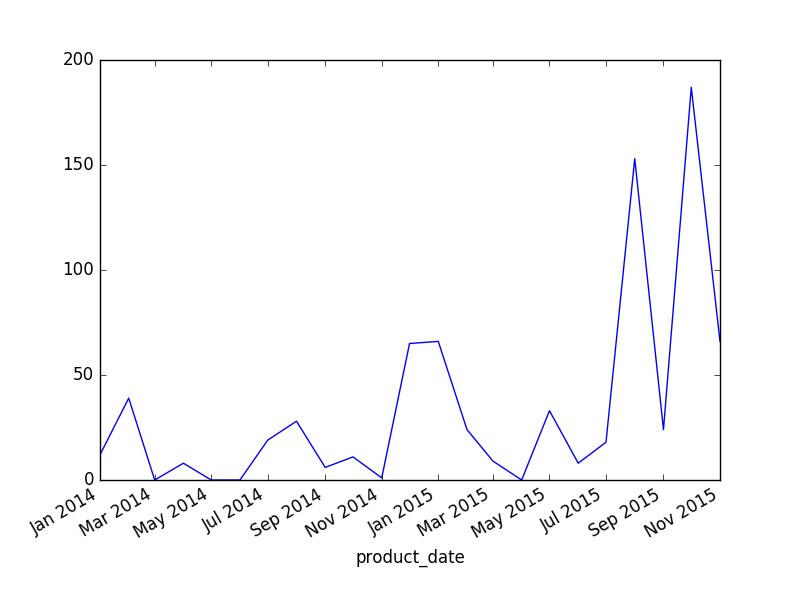 200
150
100
50
0
Jan 2014
Mar 2014
May 2014
Jul 2014
Sep 2014
Nov 2014
Jan 2015
Mar 2015
May 2015
Jul 2015
Sep 2015
Nov 2015
product_date